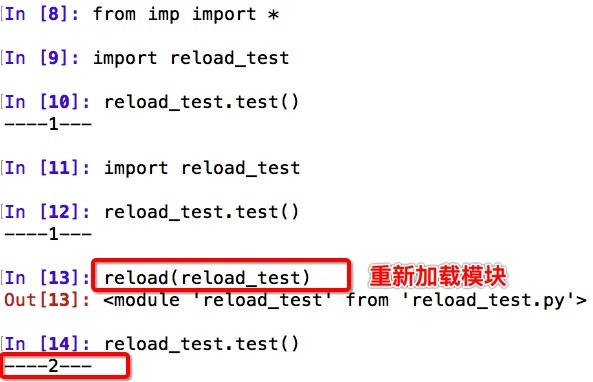 In [8]: from imp import *
In [9]: import reload_test
In [10]: reload_test.test()
----1---
In [11]: import reload_test
In [12]: reload_test.test()
----1---
In [13]: reload(reload_test) 重新加载模块
Out[13]: <module 'reload_test' from 'reload_test.py'>
In [14]: reload_test.test()
----2---